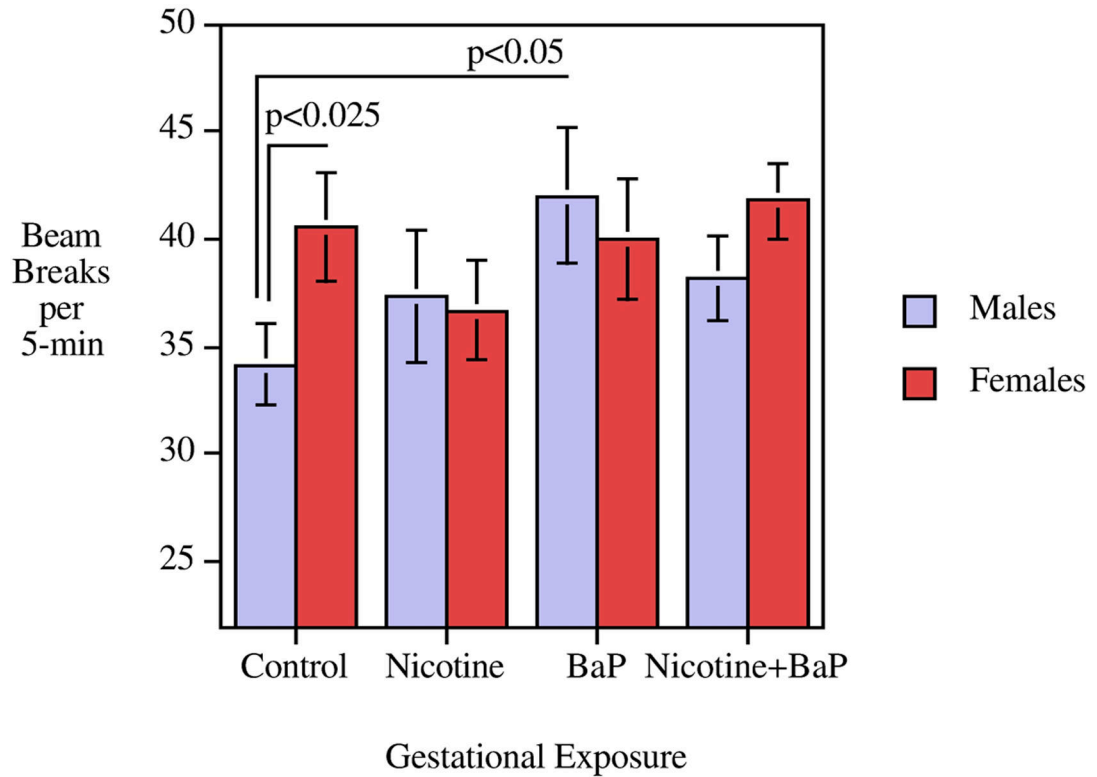 50
p<0.05
45
p<0.025
40
35
30
25
Beam
Breaks
per
5-min
Males
Females
Control Nicotine BaP Nicotine+BaP
Gestational Exposure